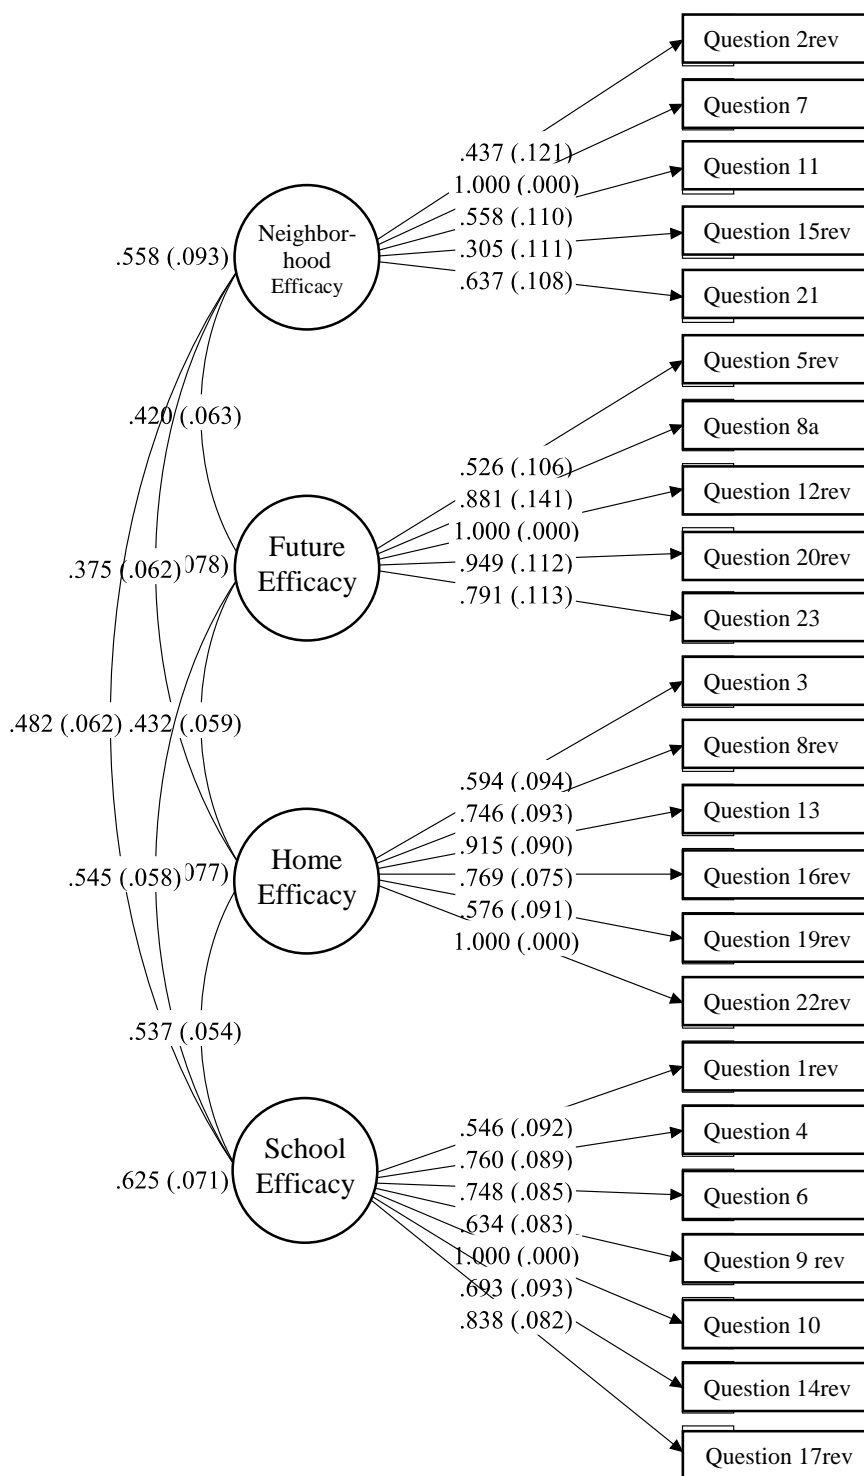 Question 2rev
Question 7
Question 11
Question 15rev
Question 21
.437 (.121)
1.000 (.000)
.558 (.110)
.305 (.111)
.637 (.108)
Neighbor-
hood
Efficacy
.558 (.093)
.420 (.063)
Question 5rev
Question 8a
Question 12rev
Question 20rev
Question 23
.526 (.106)
.881 (.141)
1.000 (.000)
.949 (.112)
.791 (.113)
Future
Efficacy
.375 (.062)
078)
.482 (.062)
.432 (.059)
Question 3
Question 8rev
Question 13
Question 16rev
Question 19rev
Question 22rev
.594 (.094)
.746 (.093)
.915 (.090)
.769 (.075)
.576 (.091)
1.000 (.000)
Home
Efficacy
.545 (.058)
077)
.537 (.054)
Question 1rev
Question 4
Question 6
Question 9 rev
Question 10
Question 14rev
Question 17rev
.546 (.092)
.760 (.089)
.748 (.085)
.634 (.083)
1.000 (.000)
.693 (.093)
.838 (.082)
School
Efficacy
.625 (.071)